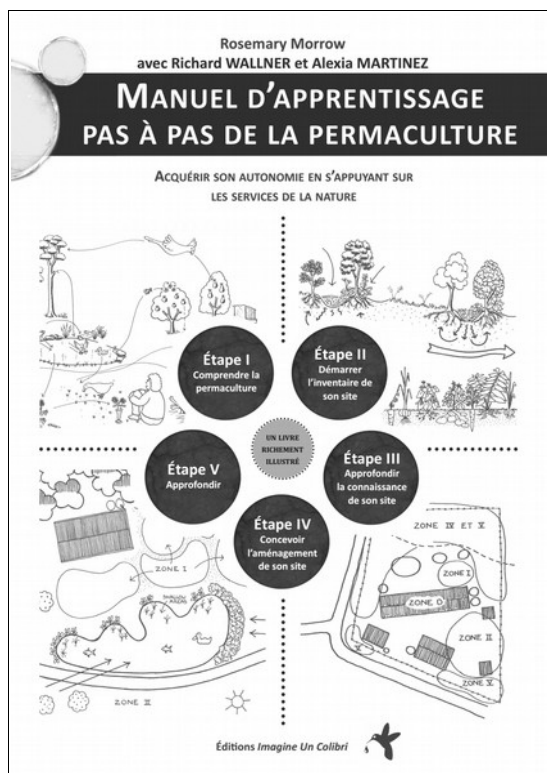 Rosemary Morrow
avec Richard WALLNER et Alexia MARTINEZ
MANUEL D'APPRENTISSAGE
PAS À PAS DE LA PERMACULTURE
ACQUÉRIR SON AUTONOMIE EN S'APPUYANT SUR
LES SERVICES DE LA NATURE
Étape I
Comprendre la
permaculture
Étape II
Démarrer
l'inventaire de
son site
UN LIVRE
RICHEMENT
ILLUSTRÉ
Étape III
Approfondir
la connaissance
de son site
Étape IV
Concevoir
l'aménagement
de son site
Étape V
Approfondir
ZONE I
ZONE II
ZONE IV ET V
ZONE I
ZONE 0
ZONE II
ZONE V
Éditions Imagine Un Colibri